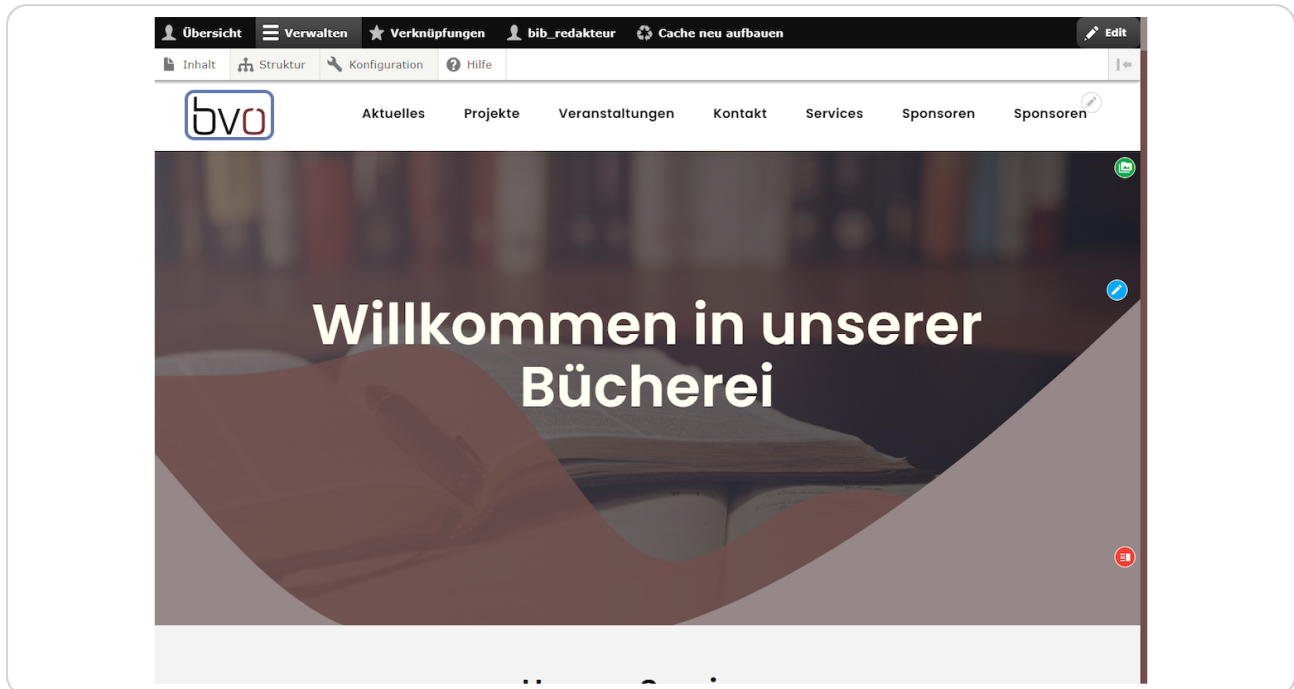 Übersicht Verwalten Verknüpfungen bib_redakteur Cache neu aufbauen Edit
Inhalt Struktur Konfiguration Hilfe
bvo Aktuelles Projekte Veranstaltungen Kontakt Services Sponsoren Sponsoren
Willkommen in unserer
Bücherei